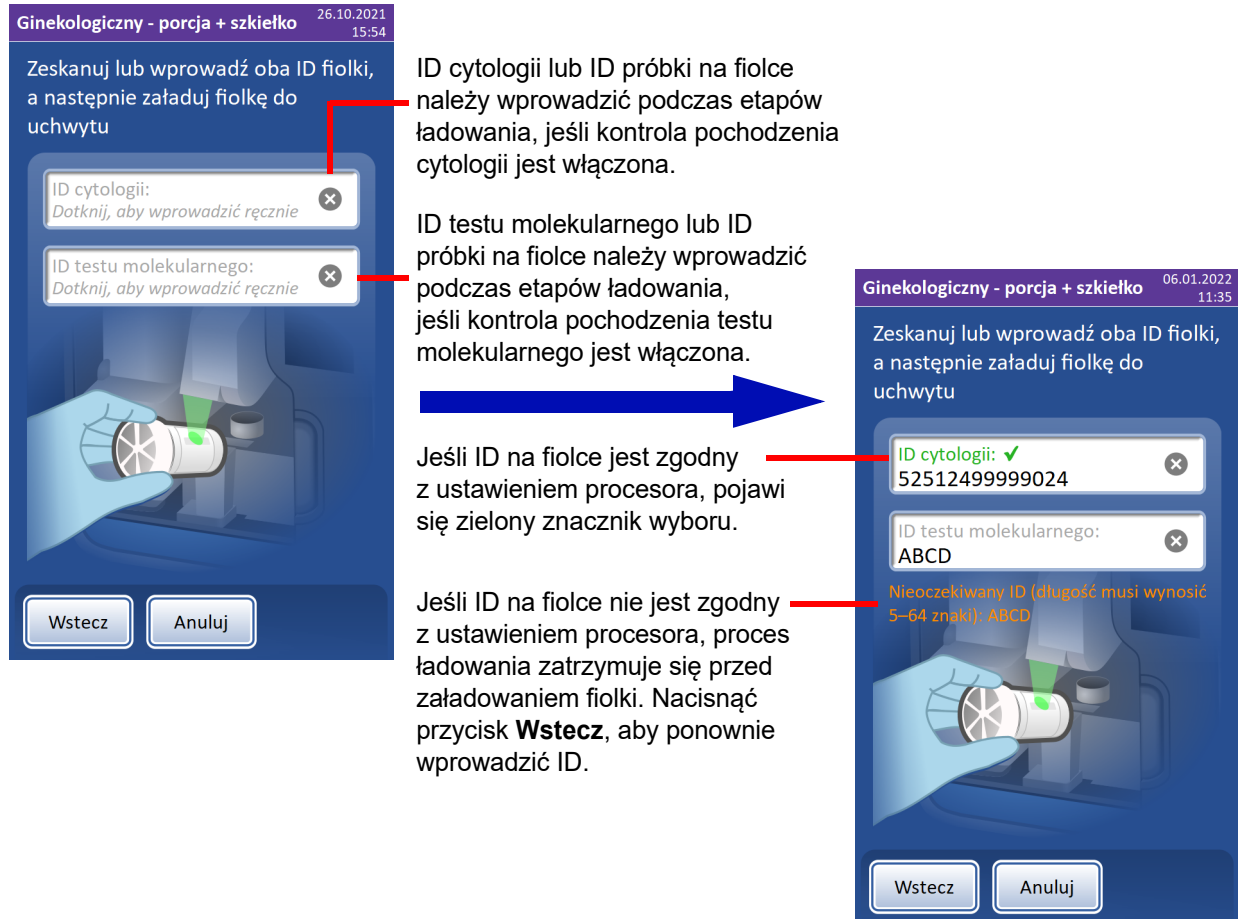 Ginekologiczny - porcja + szkiełko
26.10.2021
15:54
Zeskanuj lub wprowadź oba ID fiolki,
a następnie załaduj fiolkę do
uchwytu
ID cytologii:
Dotknij, aby wprowadzić ręcznie
ID testu molekularnego:
Dotknij, aby wprowadzić ręcznie
Wstecz
Anuluj
ID cytologii lub ID próbki na fiolce
należy wprowadzić podczas etapów
ładowania, jeśli kontrola pochodzenia
cytologii jest włączona.
ID testu molekularnego lub ID
próbki na fiolce należy wprowadzić
podczas etapów ładowania,
jeśli kontrola pochodzenia testu
molekularnego jest włączona.
Jeśli ID na fiolce jest zgodny
z ustawieniem procesora, pojawi
się zielony znacznik wyboru.
Jeśli ID na fiolce nie jest zgodny
z ustawieniem procesora, proces
ładowania zatrzymuje się przed
załadowaniem fiolki. Nacisnąć
przycisk Wstecz, aby ponownie
wprowadzić ID.
Ginekologiczny - porcja + szkiełko
06.01.2022
11:35
Zeskanuj lub wprowadź oba ID fiolki,
a następnie załaduj fiolkę do
uchwytu
ID cytologii: ✓
52512499999024
ID testu molekularnego:
ABCD
Nieoczekiwany ID (długość musi wynosić
5–64 znaki): ABCD
Wstecz
Anuluj